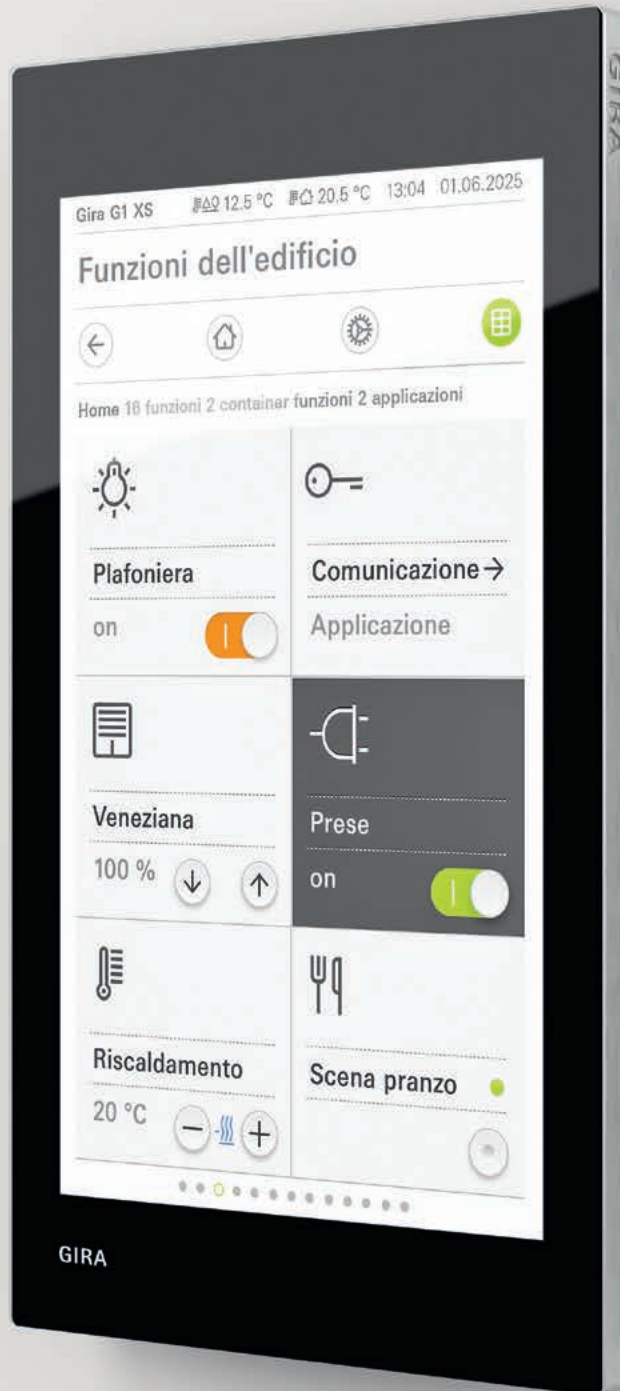 GIRA
Gira G1 XS 12.5 °C 20.5 °C 13:04 01.06.2025
Funzioni dell'edificio
Home 16 funzioni 2 container funzioni 2 applicazioni
Plafoniera
on
Comunicazione →
Applicazione
Veneziana
100 %
Prese
on
Riscaldamento
20 °C
Scena pranzo
GIRA